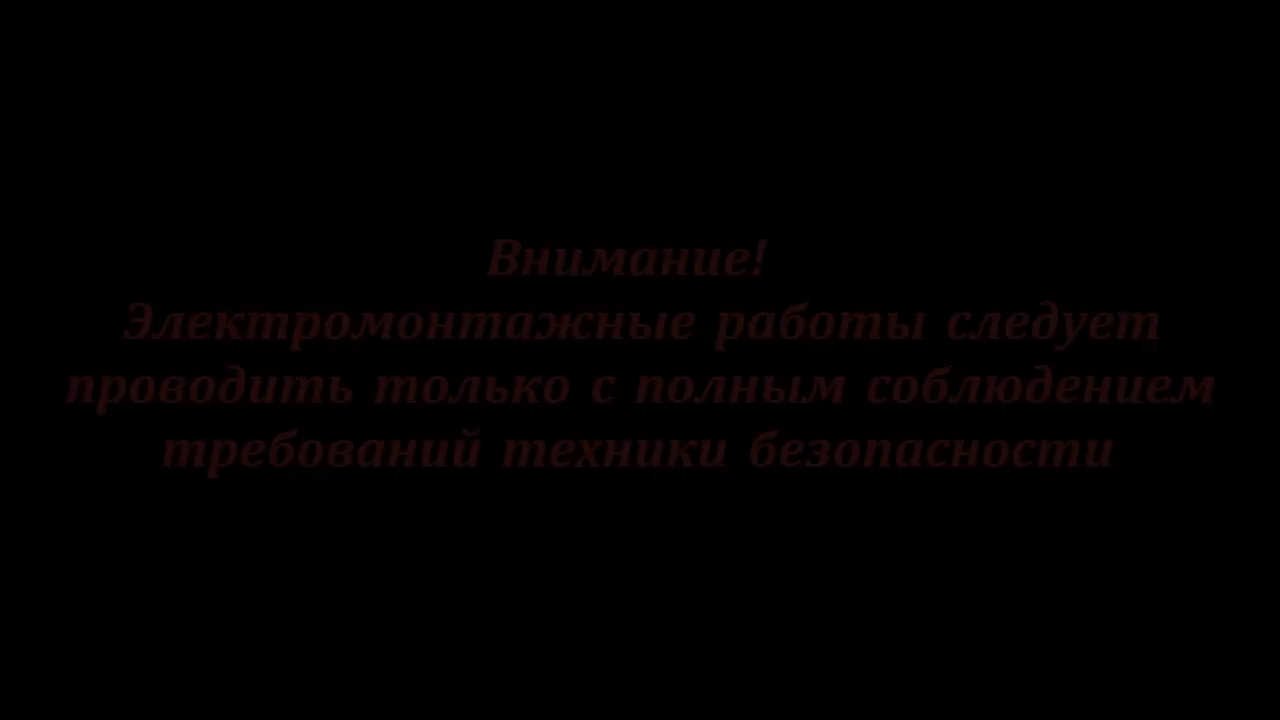 Внимание!
Электромонтажные работы следует
проводить только с полным соблюдением
требований техники безопасности